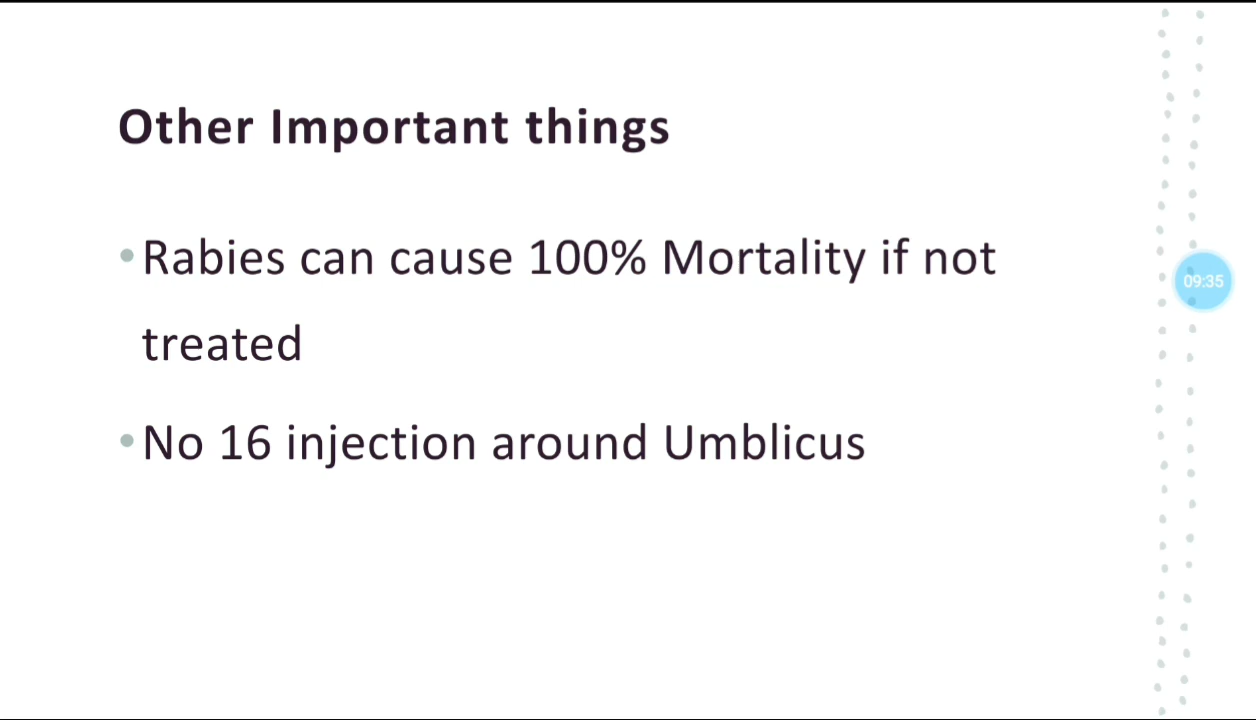 Other Important things
•Rabies can cause 100% Mortality if not
treated
•No 16 injection around Umblicus
09:35